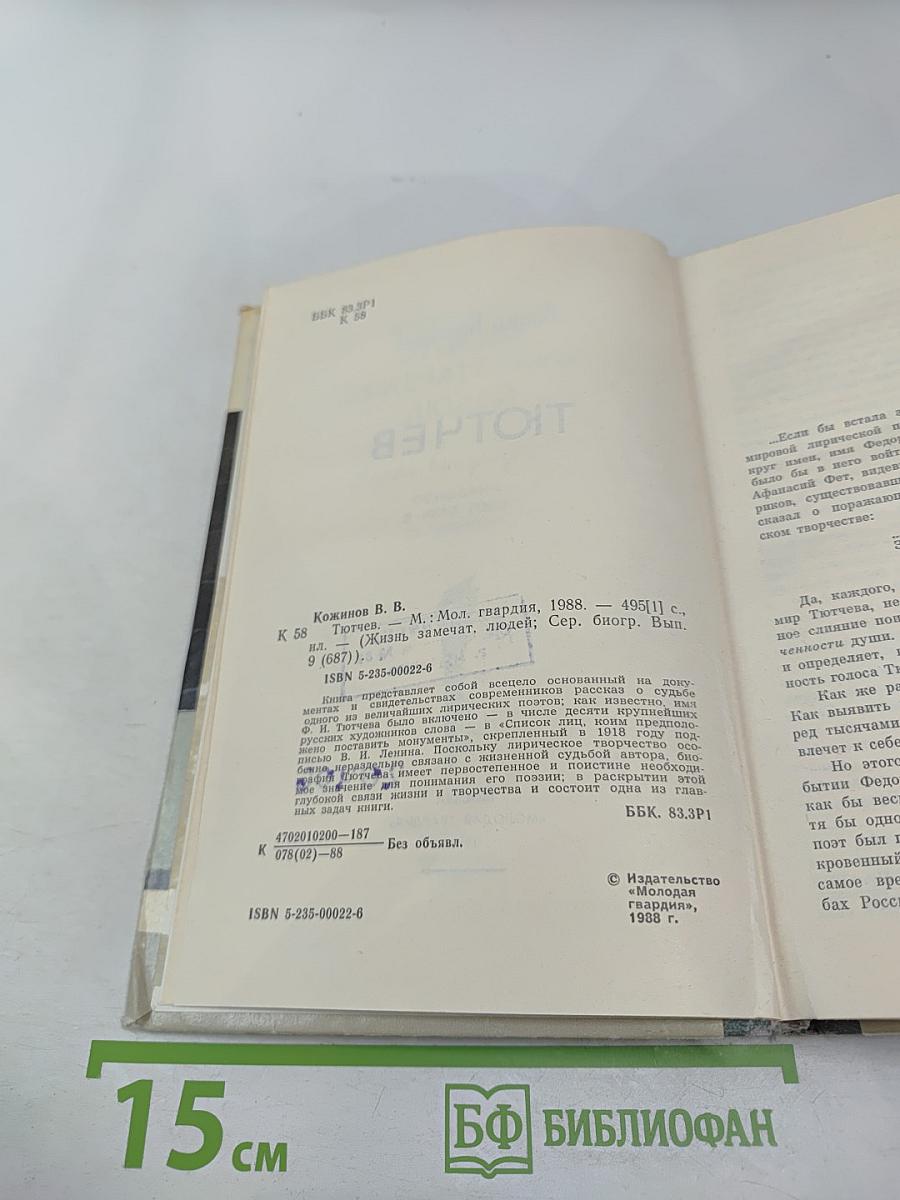 ББК 83.3Р1
К 58
ТЮТЧЕВ
Кожинов В. В.
К 58
Тютчев. — М.: Мол. гвардия, 1988. — 495[1] с.,
ил. — (Жизнь замечат, людей; Сер. биогр. Вып.
9 (687)).
ISBN 5-235-00022-6
Книга представляет собой всецело основанный на доку-
ментах и свидетельствах современников рассказ о судьбе
одного из величайших лирических поэтов; как известно, имя
Ф. И. Тютчева было включено — в числе десяти крупнейших
русских художников слова — в «Список лиц, коим предполо-
жено поставить монументы», скрепленный в 1918 году под-
писью В. И. Ленина. Поскольку лирическое творчество осо-
бенно нераздельно связано с жизненной судьбой автора, био-
графия Тютчева имеет первостепенное и поистине необходи-
мое значение для понимания его поэзии; в раскрытии этой
глубокой связи жизни и творчества и состоит одна из глав-
ных задач книги.
ББК. 83.3Р1
К 4702010200—187
078(02)—88 Без объявл.
© Издательство
«Молодая
гвардия»,
1988 г.
ISBN 5-235-00022-6
...Если бы встала
мировой лирической
круг имен, имя Федо
было бы в него войт
Афанасий Фет, видев
риков, существовавш
сказал о поражаю
ском творчестве:
Да, каждого,
мир Тютчева, не
ное слияние
ченности души.
и определяет,
ность голоса Т
Как же ра
Как выявить
ред тысячами
влечет к себе
Но этого
бытии Федо
как бы вес
тя бы одно
поэт был
кровенный
самое вре
бах Росс
15 см
БФ БИБЛИОФАН